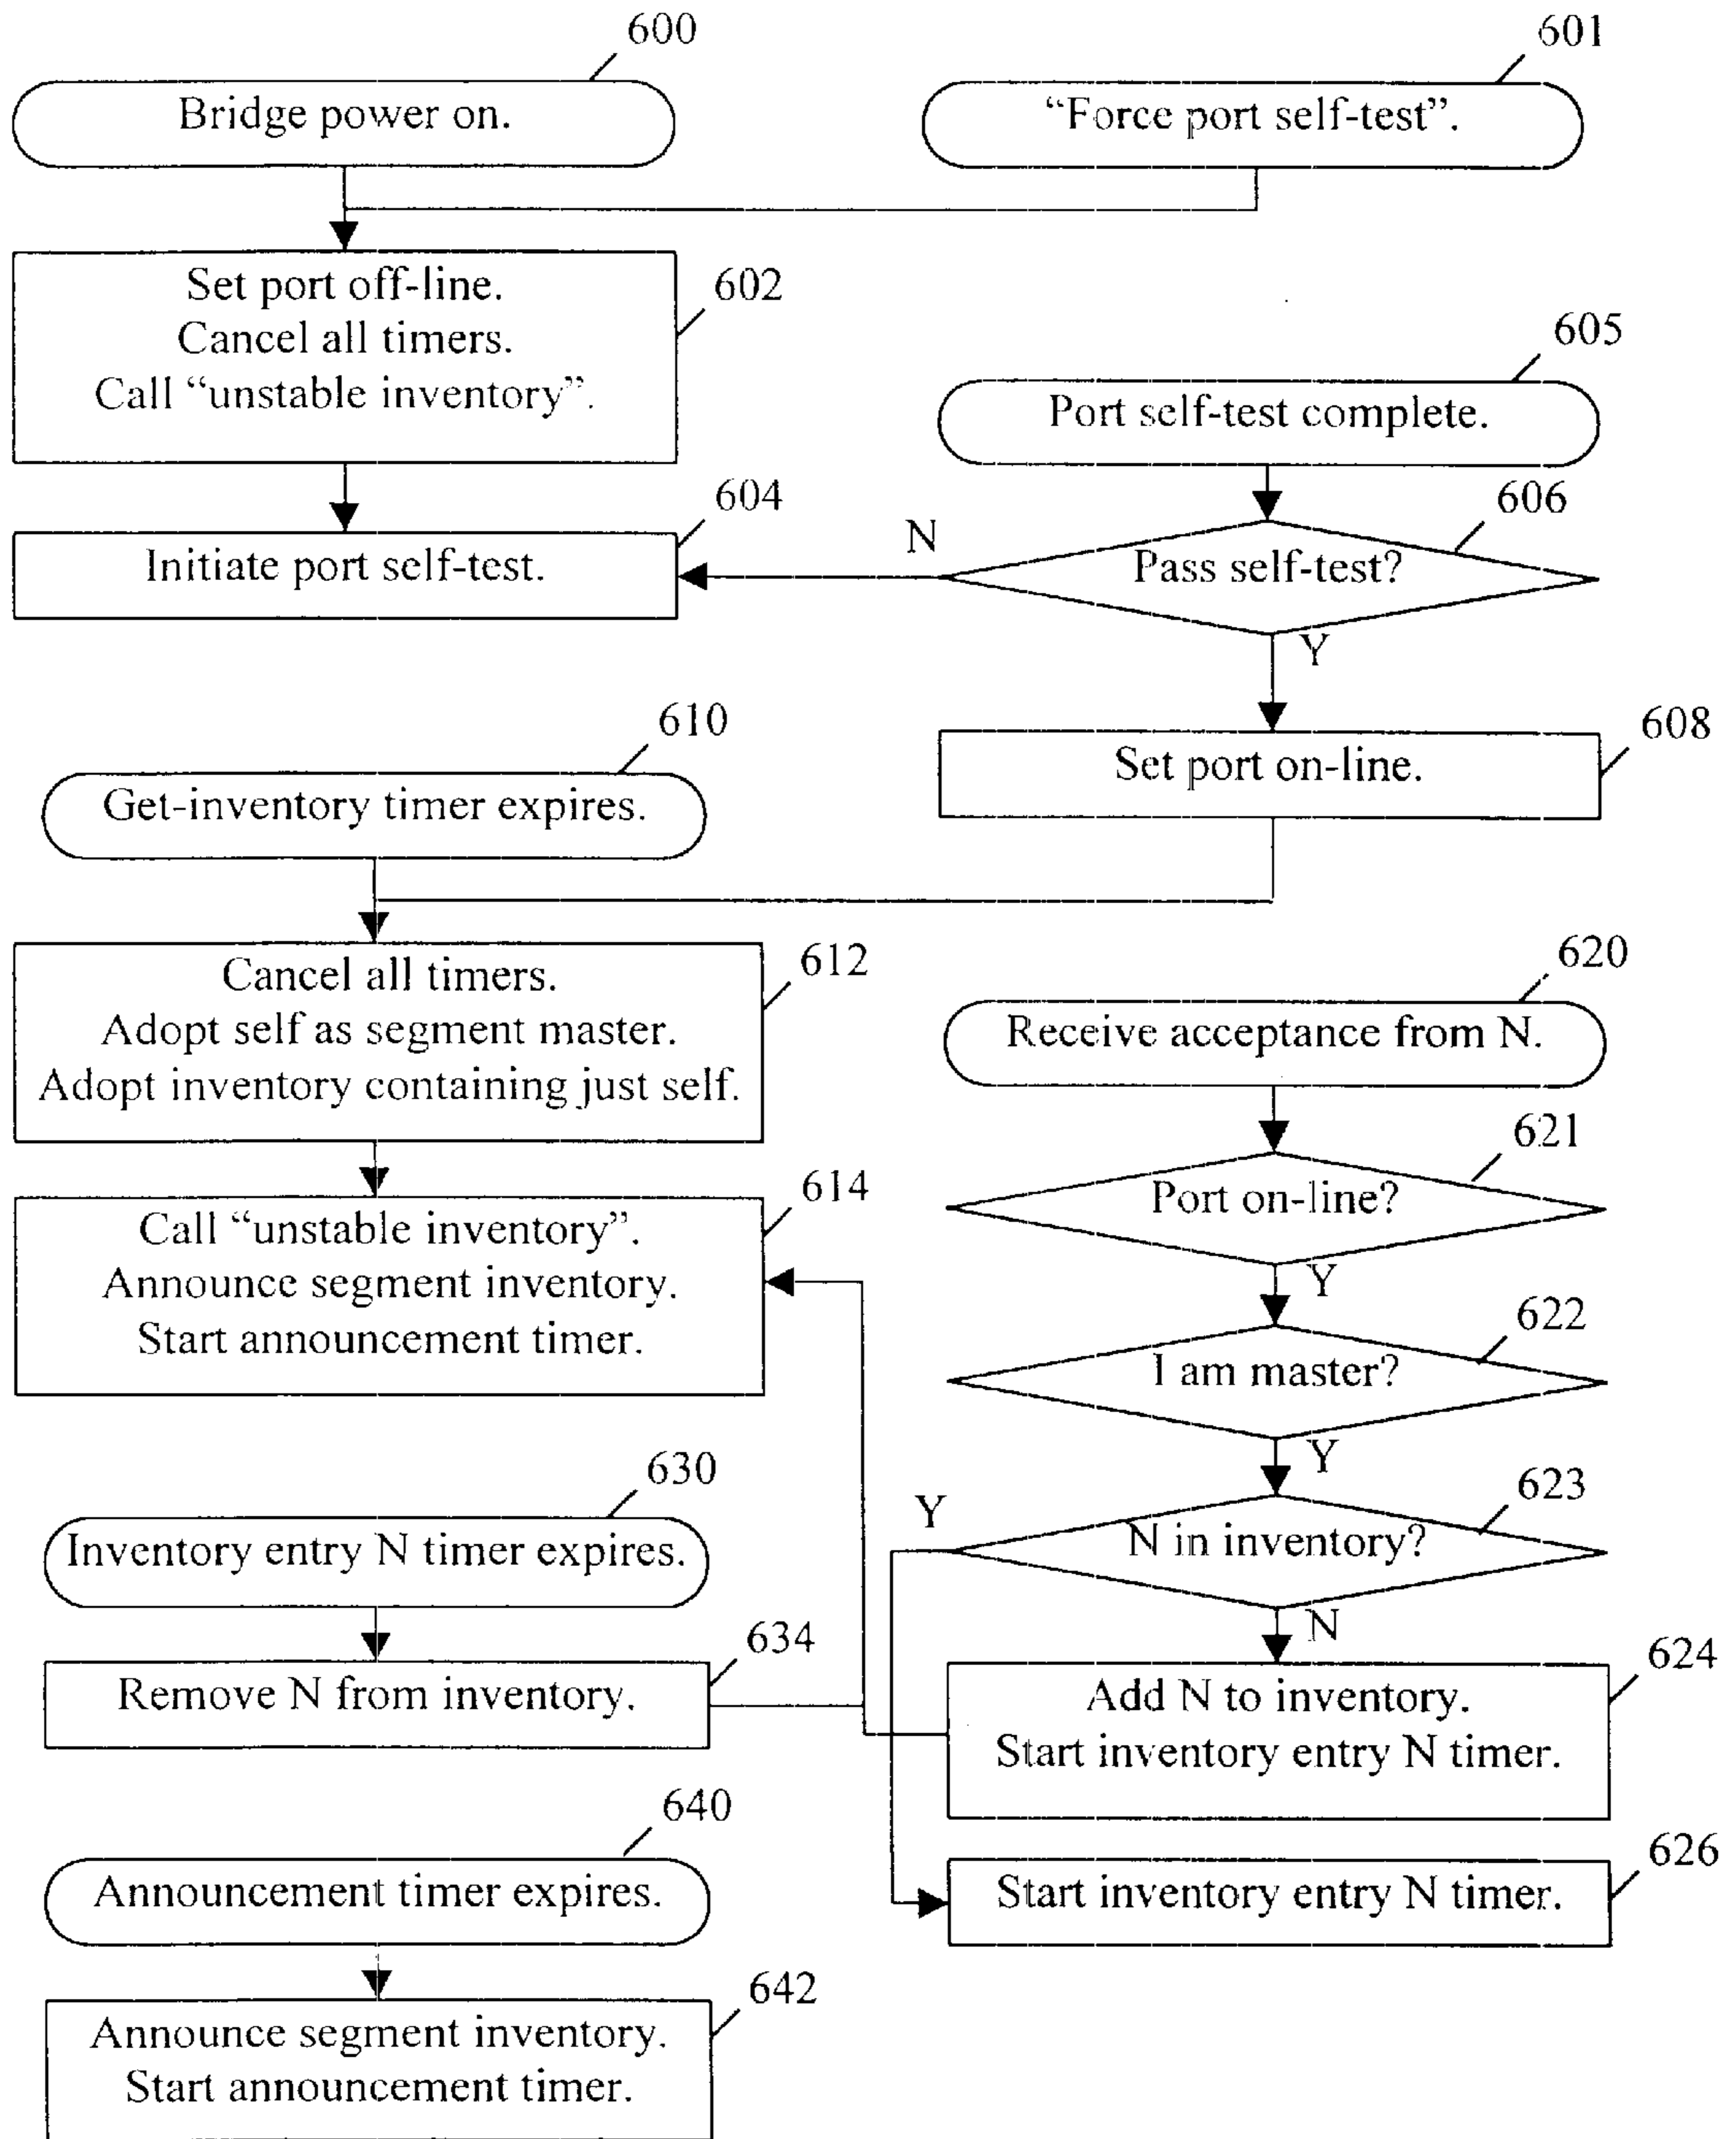 600
Bridge power on.
601
“Force port self-test”.
602
Set port off-line.
Cancel all timers.
Call “unstable inventory”.
604
Initiate port self-test.
605
Port self-test complete.
606
Pass self-test?
N
Y
608
Set port on-line.
610
Get-inventory timer expires.
612
Cancel all timers.
Adopt self as segment master.
Adopt inventory containing just self.
614
Call “unstable inventory”.
Announce segment inventory.
Start announcement timer.
620
Receive acceptance from N.
621
Port on-line?
Y
622
I am master?
Y
623
N in inventory?
Y
N
624
Add N to inventory.
Start inventory entry N timer.
626
Start inventory entry N timer.
630
Inventory entry N timer expires.
634
Remove N from inventory.
640
Announcement timer expires.
642
Announce segment inventory.
Start announcement timer.